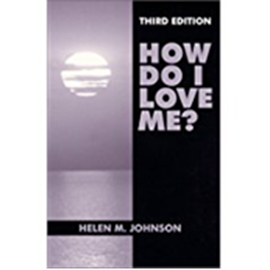 THIRD EDITION
HOW
DO I
LOVE
ME?
HELEN M. JOHNSON